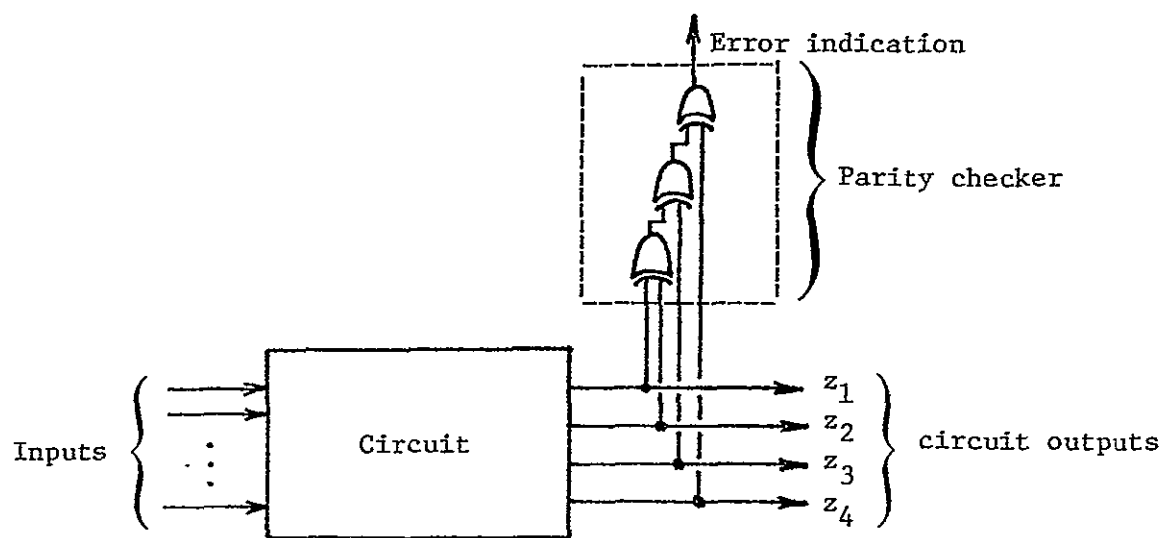 Error indication
Parity checker
Inputs
Circuit
z1
z2
z3
z4
circuit outputs